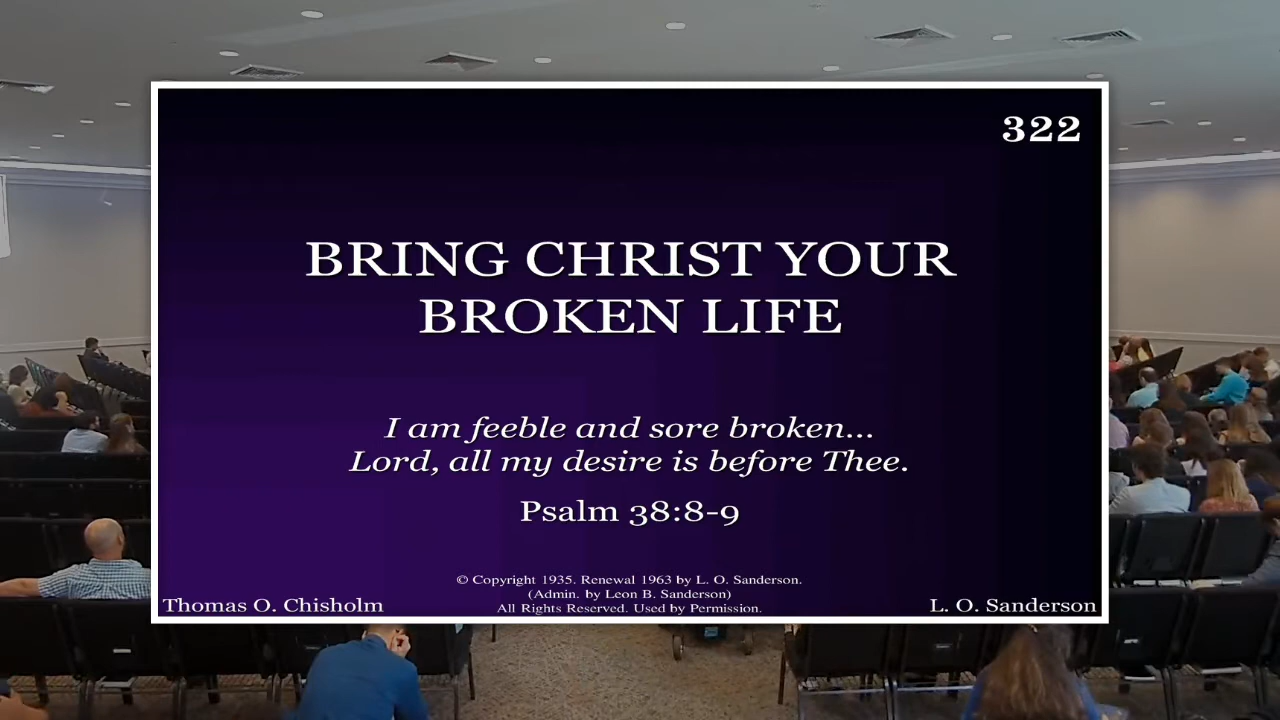 322
BRING CHRIST YOUR
BROKEN LIFE
I am feeble and sore broken...
Lord, all my desire is before Thee.
Psalm 38:8-9
© Copyright 1935. Renewal 1963 by L. O. Sanderson.
(Admin. by Leon B. Sanderson)
All Rights Reserved. Used by Permission.
Thomas O. Chisholm
L. O. Sanderson